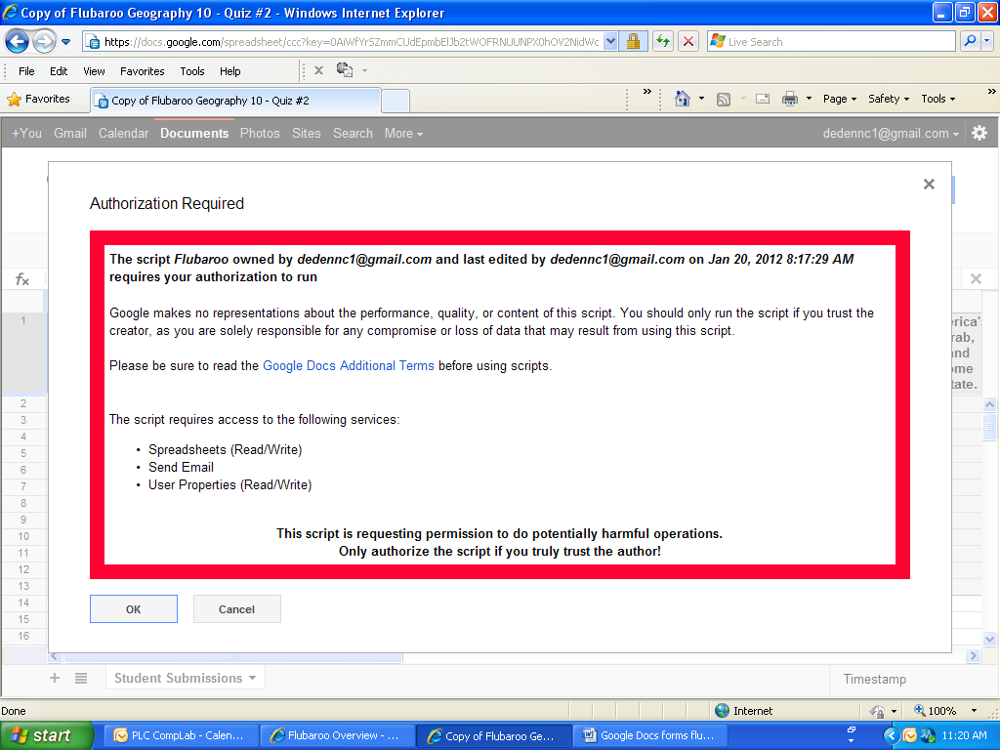 Copy of Flubaroo Geography 10 - Quiz #2 - Windows Internet Explorer
https://docs.google.com/spreadsheet/ccc?key=0AiWfYrSZmmCUdEpmbElJb2tWOFRNUUNPX0hOV2NidWc
Live Search
File Edit View Favorites Tools Help
x
Favorites Copy of Flubaroo Geography 10 - Quiz #2 » Page Safety Tools »
+You Gmail Calendar Documents Photos Sites Search More dedennc1@gmail.com
Authorization Required
The script Flubaroo owned by dedennc1@gmail.com and last edited by dedennc1@gmail.com on Jan 20, 2012 8:17:29 AM
requires your authorization to run
Google makes no representations about the performance, quality, or content of this script. You should only run the script if you trust the
creator, as you are solely responsible for any compromise or loss of data that may result from using this script.
Please be sure to read the Google Docs Additional Terms before using scripts.
The script requires access to the following services:
• Spreadsheets (Read/Write)
• Send Email
• User Properties (Read/Write)
This script is requesting permission to do potentially harmful operations.
Only authorize the script if you truly trust the author!
OK Cancel
fx
1
erica's
rab,
and
ome
tate.
2
3
4
5
6
7
8
9
10
11
12
13
14
15
16
+ Student Submissions Timestamp
Done Internet 100%
start PLC CompLab - Calen... Flubaroo Overview - ... Copy of Flubaroo Ge... Google Docs forms flu... 11:20 AM